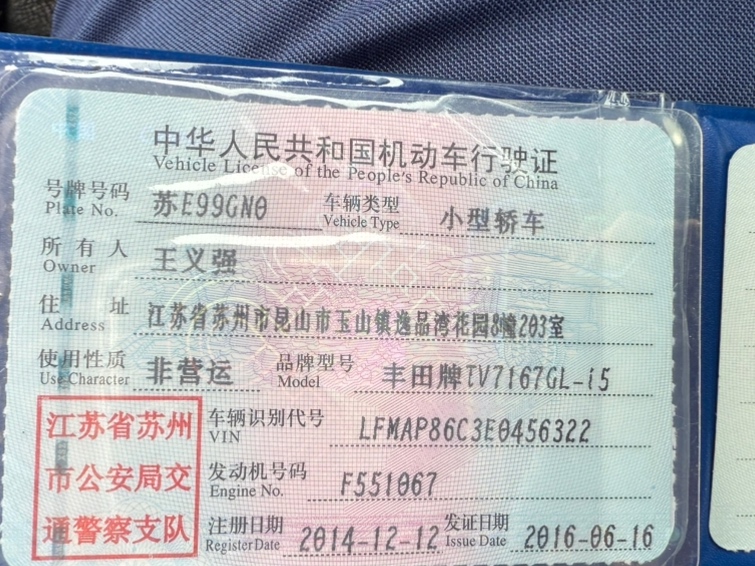 中华人民共和国机动车行驶证
Vehicle License of the People's Republic of China
号牌号码 苏E99GN0 车辆类型 小型轿车
Plate No. Vehicle Type
所有人 王义强
Owner
住址 江苏省苏州市昆山市玉山镇逸品湾花园8幢203室
Address
使用性质 非营运 品牌型号 丰田牌TV7167GL-i5
Use Character Model
江苏省苏州 车辆识别代号 LFMAP86C3E0456322
VIN
市公安局交 发动机号码 F551067
Engine No.
通警察支队 注册日期 2014-12-12 发证日期 2016-06-16
Register Date Issue Date